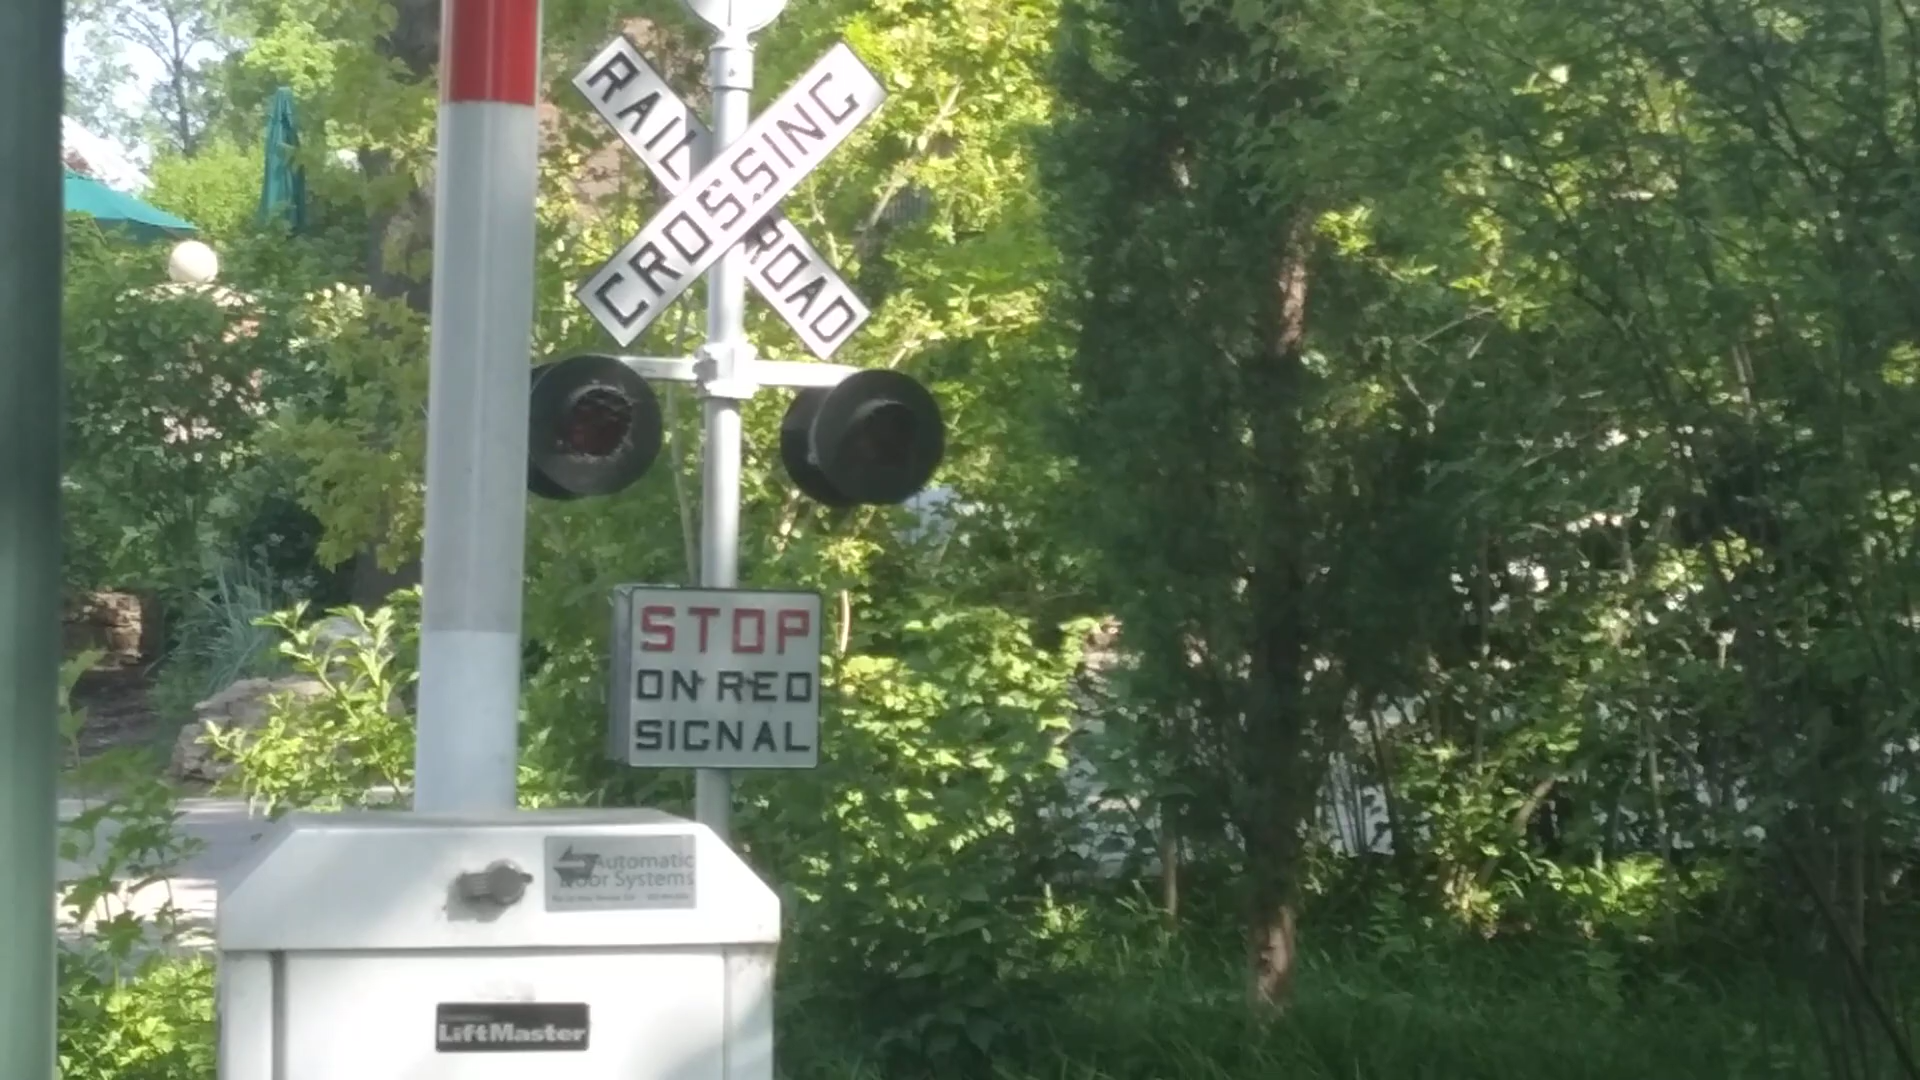 RAILROAD
CROSSING
STOP
ON RED
SIGNAL
Automatic
Door Systems
LiftMaster